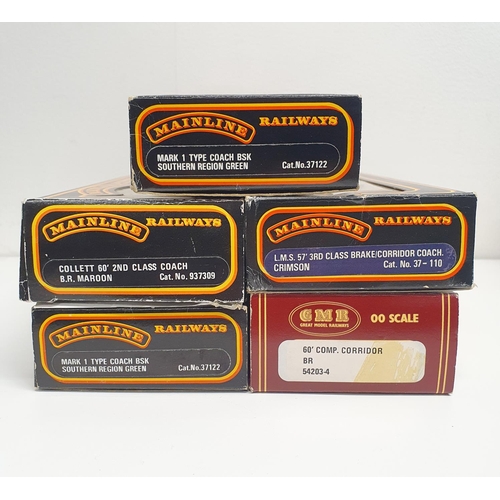 MAINLINE RAILWAYS
MARK 1 TYPE COACH BSK
SOUTHERN REGION GREEN Cat.No.37122
MAINLINE RAILWAYS
COLLETT 60' 2ND CLASS COACH
B.R. MAROON Cat. No. 937309
MAINLINE RAILWAYS
L.M.S. 57' 3RD CLASS BRAKE/CORRIDOR COACH.
CRIMSON Cat. No. 37-110
MAINLINE RAILWAYS
MARK 1 TYPE COACH BSK
SOUTHERN REGION GREEN Cat.No.37122
GMR OO SCALE
GREAT MODEL RAILWAYS
60' COMP. CORRIDOR
BR
54203-4